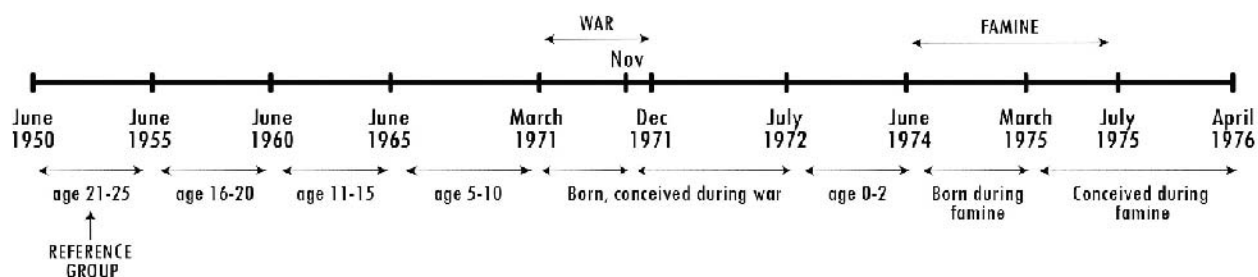 WAR
FAMINE
Nov
June 1950
June 1955
June 1960
June 1965
March 1971
Dec 1971
July 1972
June 1974
March 1975
July 1975
April 1976
age 21-25
age 16-20
age 11-15
age 5-10
Born, conceived during war
age 0-2
Born during
famine
Conceived during
famine
REFERENCE
GROUP